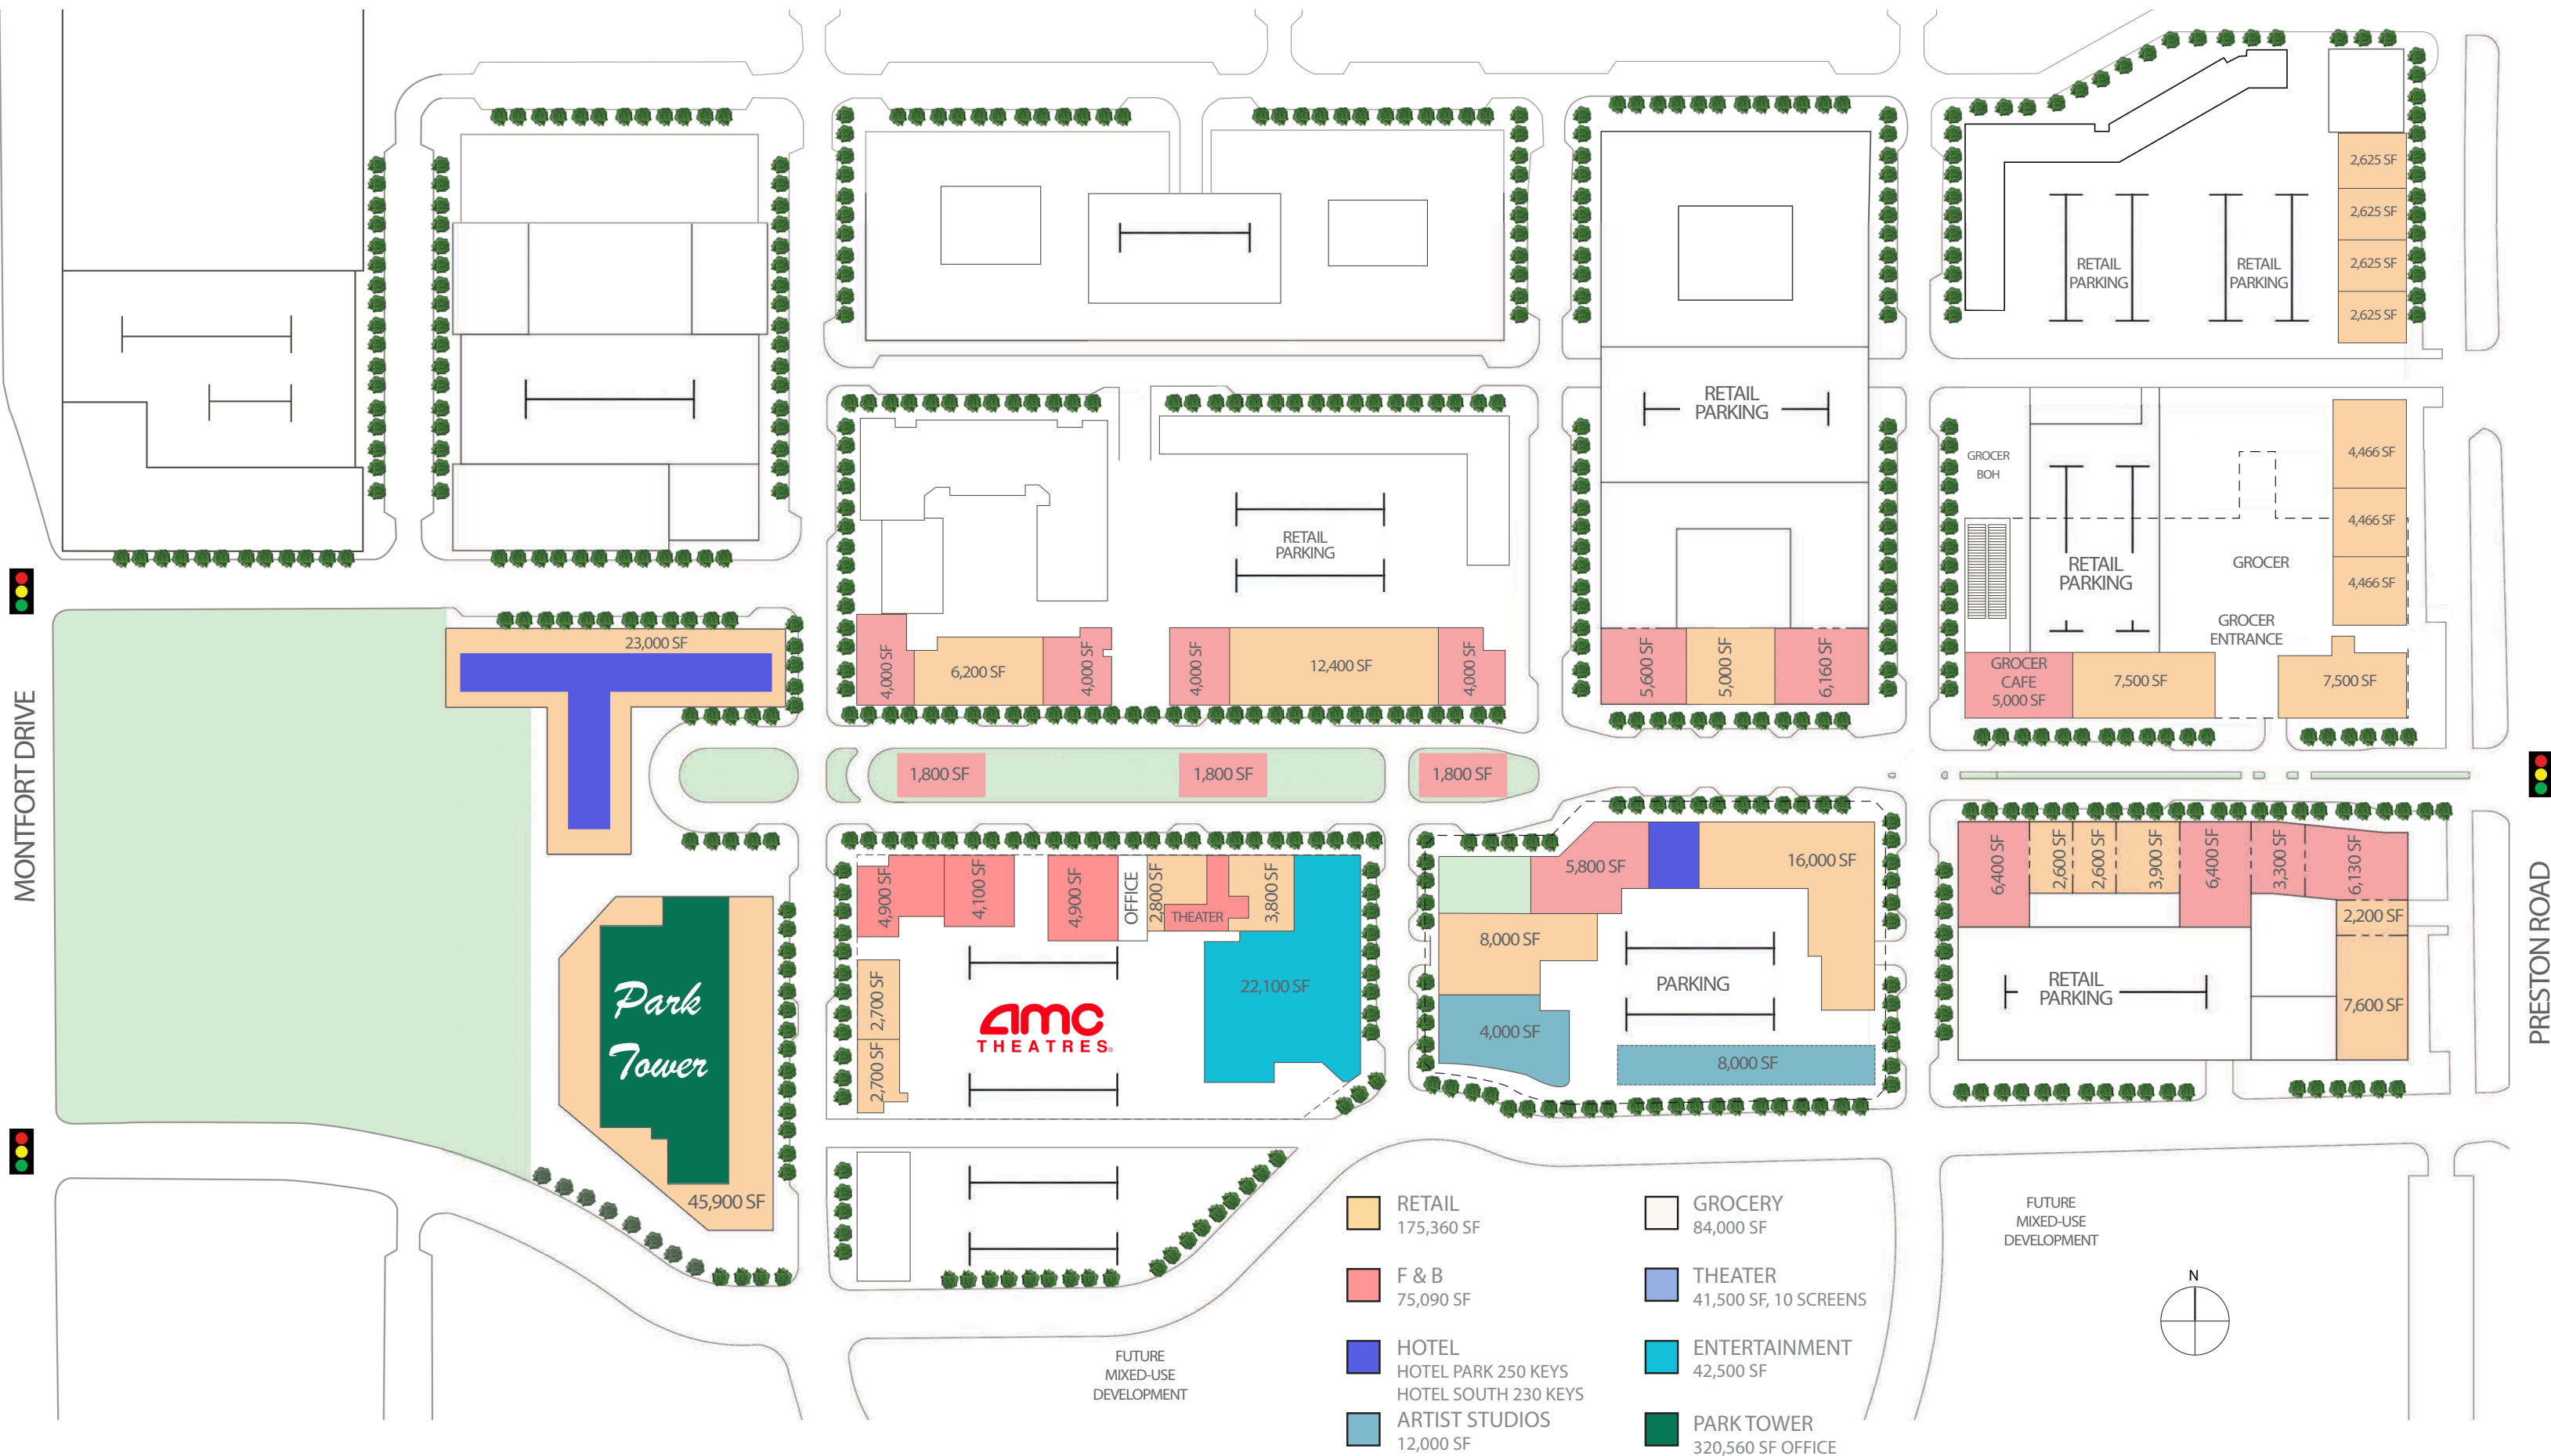 2,625 SF
2,625 SF
2,625 SF
2,625 SF
RETAIL
PARKING
RETAIL
PARKING
RETAIL
PARKING
GROCER
BOH
4,466 SF
4,466 SF
4,466 SF
RETAIL
PARKING
RETAIL
PARKING
GROCER
GROCER
ENTRANCE
23,000 SF
4,000 SF
6,200 SF
4,000 SF
4,000 SF
12,400 SF
4,000 SF
5,600 SF
5,000 SF
6,160 SF
GROCER
CAFE
5,000 SF
7,500 SF
7,500 SF
MONTFORT DRIVE
1,800 SF
1,800 SF
1,800 SF
4,900 SF
4,100 SF
4,900 SF
OFFICE
2,800 SF
THEATER
3,800 SF
5,800 SF
16,000 SF
6,400 SF
2,600 SF
2,600 SF
3,900 SF
6,400 SF
3,300 SF
6,130 SF
2,200 SF
8,000 SF
PRESTON ROAD
Park
Tower
2,700 SF
2,700 SF
amc
THEATRES®
22,100 SF
PARKING
RETAIL
PARKING
7,600 SF
4,000 SF
8,000 SF
45,900 SF
RETAIL
175,360 SF
F & B
75,090 SF
HOTEL
HOTEL PARK 250 KEYS
HOTEL SOUTH 230 KEYS
ARTIST STUDIOS
12,000 SF
GROCERY
84,000 SF
THEATER
41,500 SF, 10 SCREENS
ENTERTAINMENT
42,500 SF
PARK TOWER
320,560 SF OFFICE
FUTURE
MIXED-USE
DEVELOPMENT
FUTURE
MIXED-USE
DEVELOPMENT
N